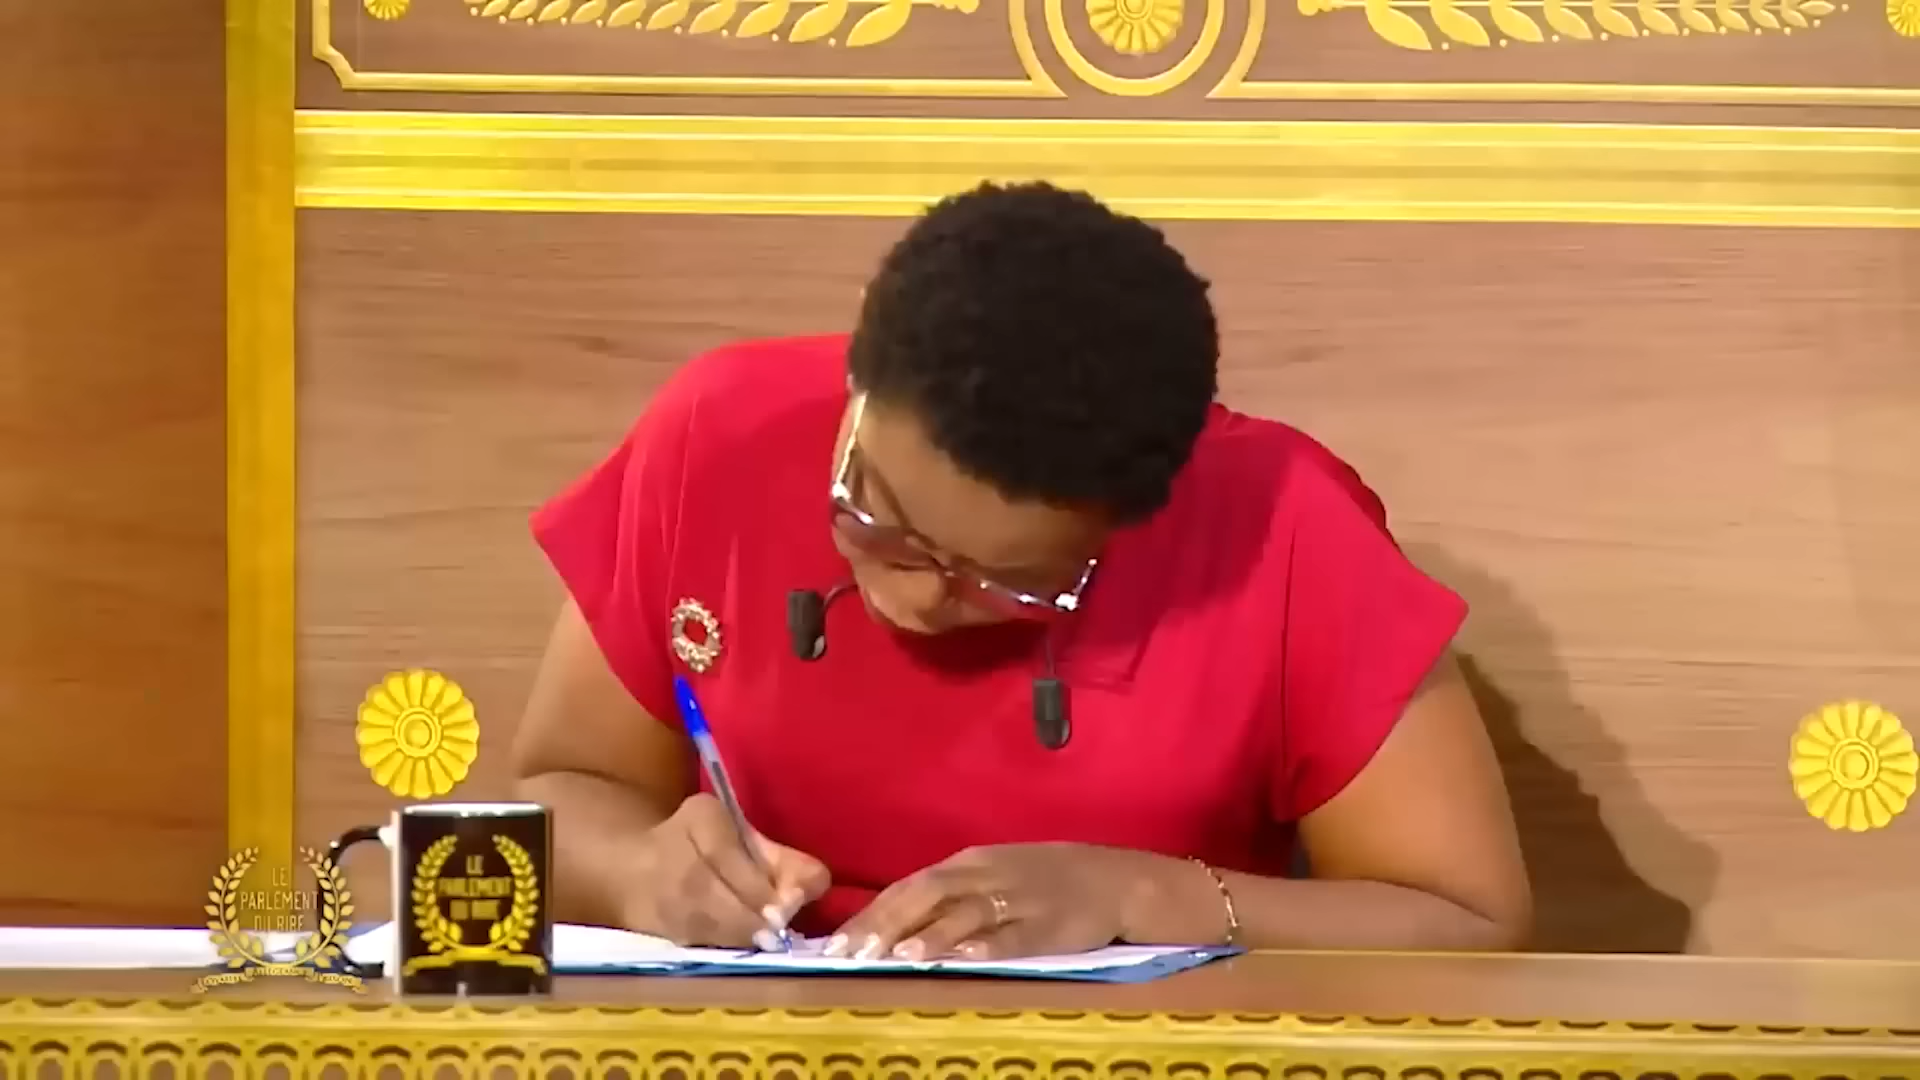 LE
PARLEMENT
DU RIRE
LE
PARLEMENT
DU RIRE